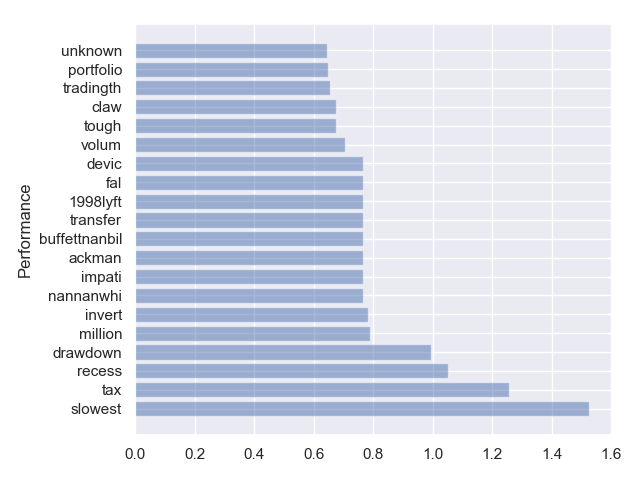 unknown
portfolio
tradingth
claw
tough
volum
devic
fal
1998lyft
transfer
buffettnanbil
ackman
impati
nannanwhi
invert
million
drawdown
recess
tax
slowest
Performance
0.0 0.2 0.4 0.6 0.8 1.0 1.2 1.4 1.6